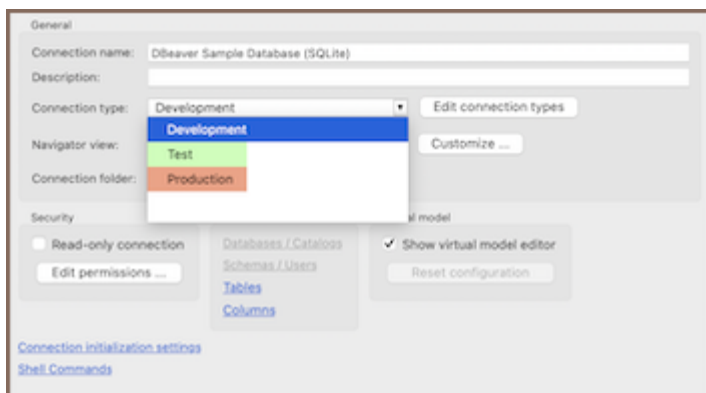 General
Connection name: DBeaver Sample Database (SQLite)
Description:
Connection type: Development Edit connection types
Development
Navigator view: Customize ...
Test
Connection folder: Production
Security al model
Read-only connection Databases / Catalogs Show virtual model editor
Edit permissions ... Schemas / Users Reset configuration
Tables
Columns
Connection initialization settings
Shell Commands